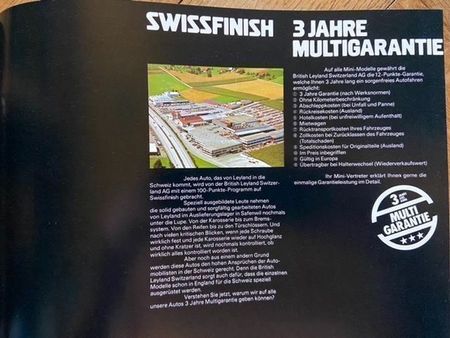 SWISSFINISH
Jedes Auto, das von Leyland in die
Schweiz kommt, wird von der British Leyland Switzer-
land AG mit einem 100-Punkte-Programm auf
Swissfinish gebracht.
Speziell ausgebildete Leute nehmen
die solid gebauten und sorgfältig gearbeiteten Autos
von Leyland im Auslieferungslager in Safenwil nochmals
unter die Lupe. Von der Karosserie bis zum Brems-
system. Von den Reifen bis zu den Türschlössern. Und
nach vielen kritischen Blicken, wenn jede Schraube
wirklich fest und jede Karosserie wieder auf Hochglanz
und ohne Kratzer ist, wird nochmals kontrolliert, ob
wirklich alles kontrolliert worden ist.
Aber noch aus einem andern Grund
werden diese Autos den hohen Ansprüchen der Auto-
mobilisten in der Schweiz gerecht. Denn die British
Leyland Switzerland sorgt auch dafür, dass die einzelnen
Modelle schon in England für die Schweiz speziell
ausgerüstet werden.
Verstehen Sie jetzt, warum wir auf alle
unsere Autos 3 Jahre Multigarantie geben können?
3 JAHRE
MULTIGARANTIE
Auf alle Mini-Modelle gewährt die
British Leyland Switzerland AG die 12-Punkte-Garantie,
welche Ihnen 3 Jahre lang ein sorgenfreies Autofahren
ermöglicht:
3 Jahre Garantie (nach Werksnormen)
Ohne Kilometerbeschränkung
Abschleppkosten (bei Unfall und Panne)
Rückreisekosten (Ausland)
Hotelkosten (bei unfreiwilligem Aufenthalt)
Mietwagen
Rücktransportkosten Ihres Fahrzeuges
Zollkosten bei Zurücklassen des Fahrzeuges
(Totalschaden)
Speditionskosten für Originalteile (Ausland)
Im Preis inbegriffen
Gültig in Europa
Übertragbar bei Halterwechsel (Wiederverkaufswert)
Ihr Mini-Vertreter erklärt Ihnen gerne die
einmalige Garantieleistung im Detail.
3
MULTI
GARANTIE